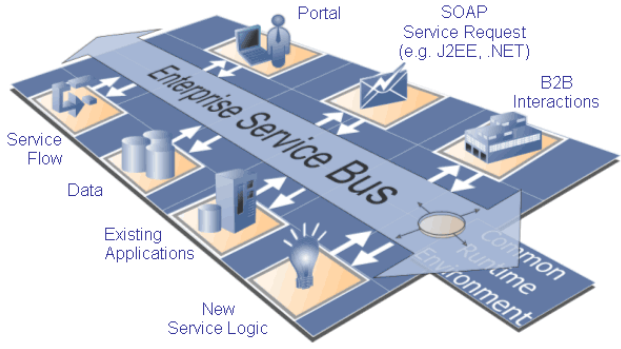 Portal
SOAP
Service Request
(e.g. J2EE, .NET)
B2B
Interactions
Enterprise Service Bus
Service
Flow
Data
Existing
Applications
New
Service Logic
Common
Runtime
Environment